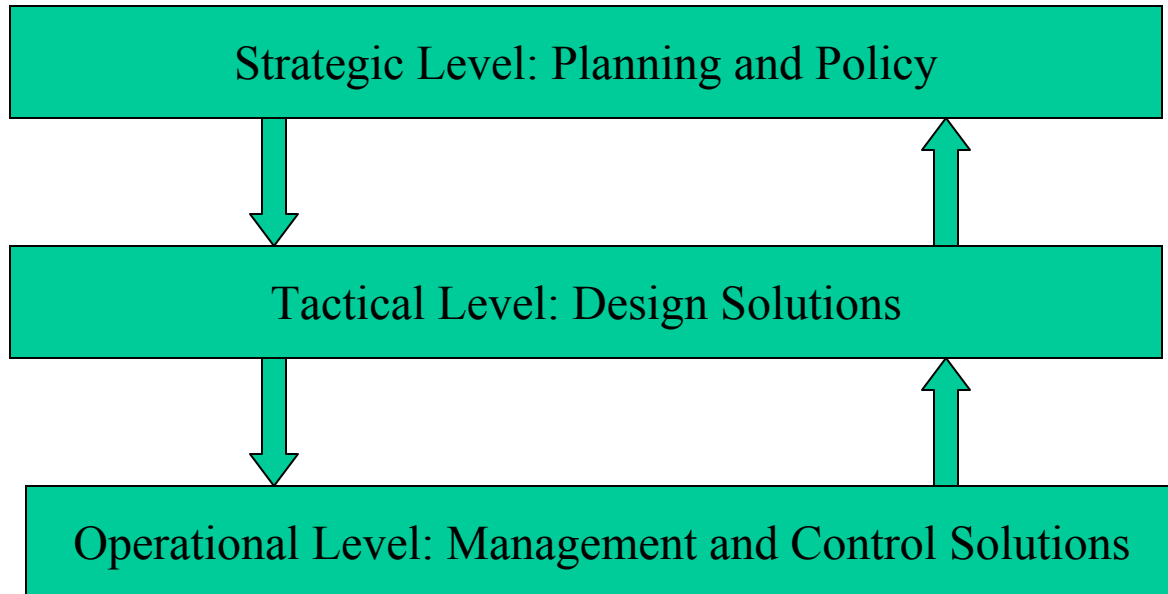 Strategic Level: Planning and Policy
Tactical Level: Design Solutions
Operational Level: Management and Control Solutions